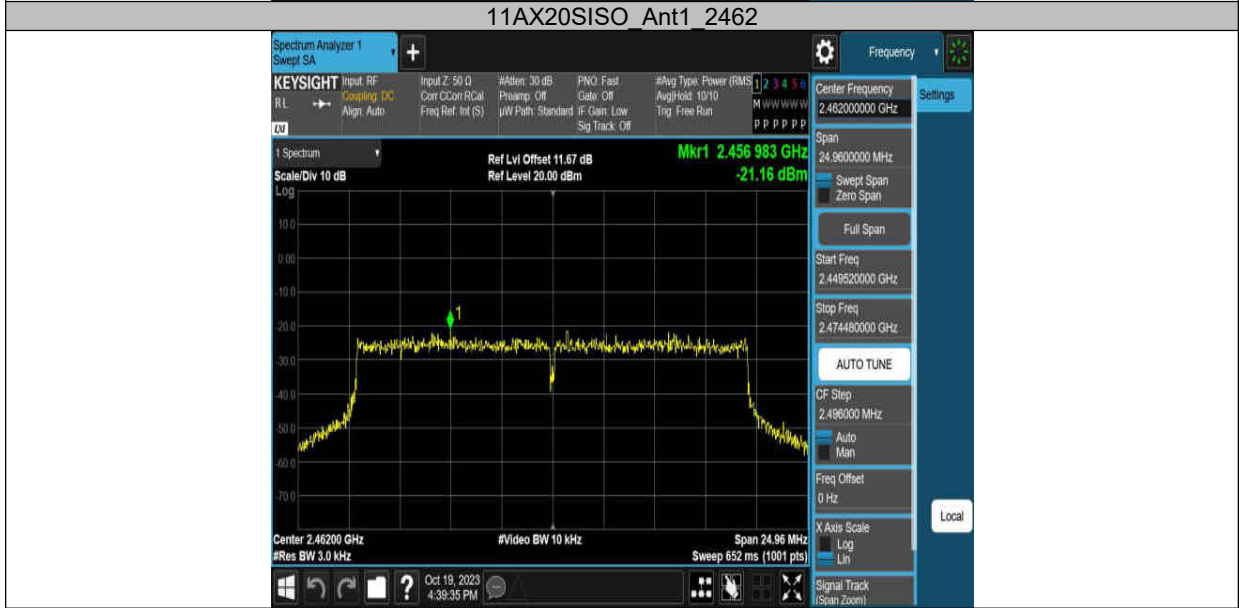 11AX20SISO_Ant1_2462
Spectrum Analyzer 1
Swept SA
Frequency
KEYSIGHT
RL
Input: RF
Coupling: DC
Align: Auto
Input Z: 50 Ω
Corr CCorr RCal
Freq Ref: Int (S)
#Atten: 30 dB
Preamp: Off
µW Path: Standard
PNO: Fast
Gate: Off
IF Gain: Low
Sig Track: Off
#Avg Type: Power (RMS
Avg|Hold: 10/10
Trig: Free Run
1 2 3 4 5 6
M W W W W W
P P P P P P
1 Spectrum
Scale/Div 10 dB
Log
Ref Lvl Offset 11.67 dB
Ref Level 20.00 dBm
Mkr1 2.456 983 GHz
-21.16 dBm
10.0
0.00
-10.0
-20.0
-30.0
-40.0
-50.0
-60.0
-70.0
1
Center 2.46200 GHz
#Res BW 3.0 kHz
#Video BW 10 kHz
Span 24.96 MHz
Sweep 652 ms (1001 pts)
Oct 19, 2023
4:39:35 PM
Center Frequency
2.462000000 GHz
Settings
Span
24.9600000 MHz
Swept Span
Zero Span
Full Span
Start Freq
2.449520000 GHz
Stop Freq
2.474480000 GHz
AUTO TUNE
CF Step
2.496000 MHz
Auto
Man
Freq Offset
0 Hz
X Axis Scale
Log
Lin
Local
Signal Track
(Span Zoom)